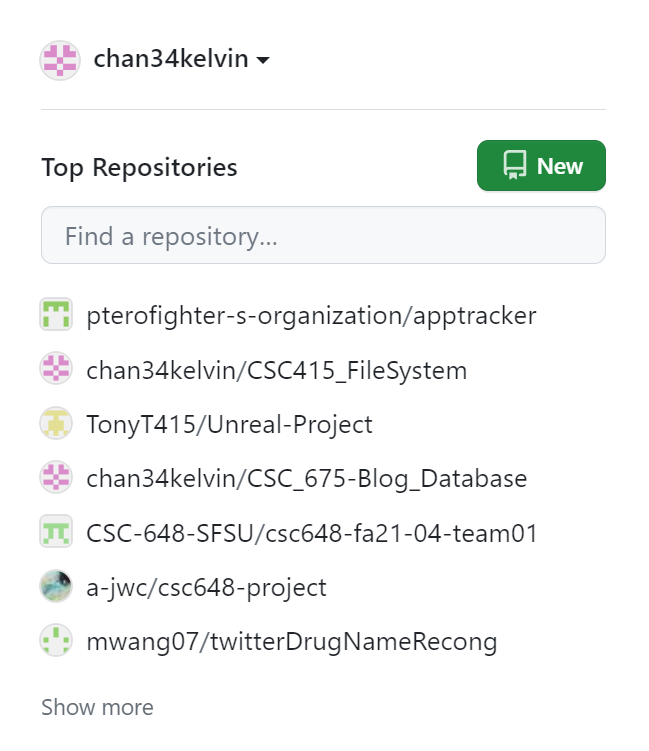 chan34kelvin
Top Repositories
New
Find a repository...
pterofighter-s-organization/apptracker
chan34kelvin/CSC415_FileSystem
TonyT415/Unreal-Project
chan34kelvin/CSC_675-Blog_Database
CSC-648-SFSU/csc648-fa21-04-team01
a-jwc/csc648-project
mwang07/twitterDrugNameRecong
Show more